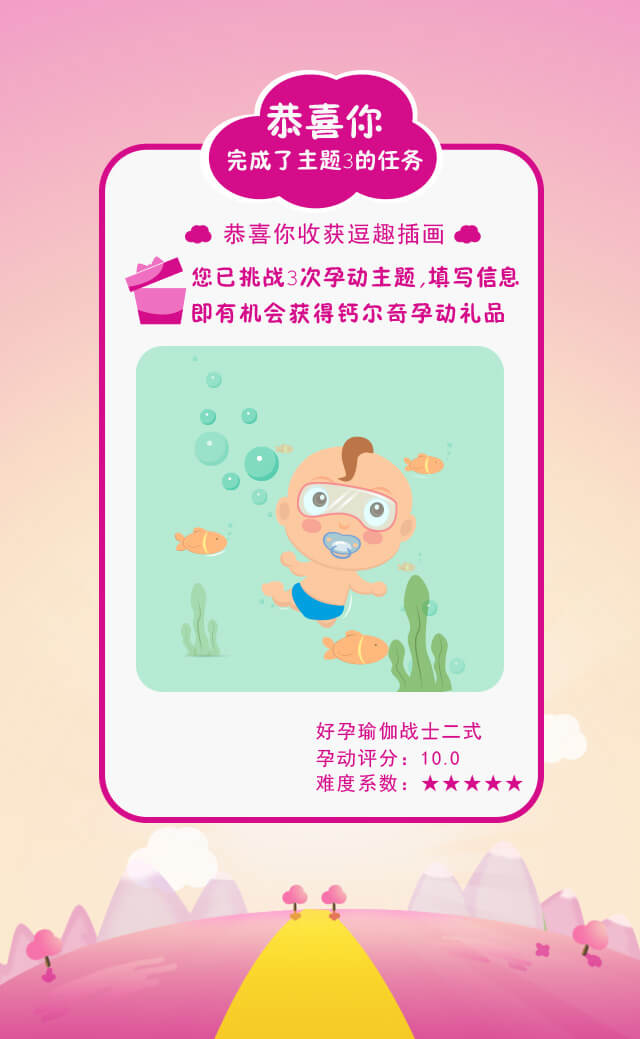 恭喜你
完成了主题3的任务
恭喜你收获逗趣插画
您已挑战3次孕动主题,填写信息
即有机会获得钙尔奇孕动礼品
好孕瑜伽战士二式
孕动评分：10.0
难度系数：★★★★★